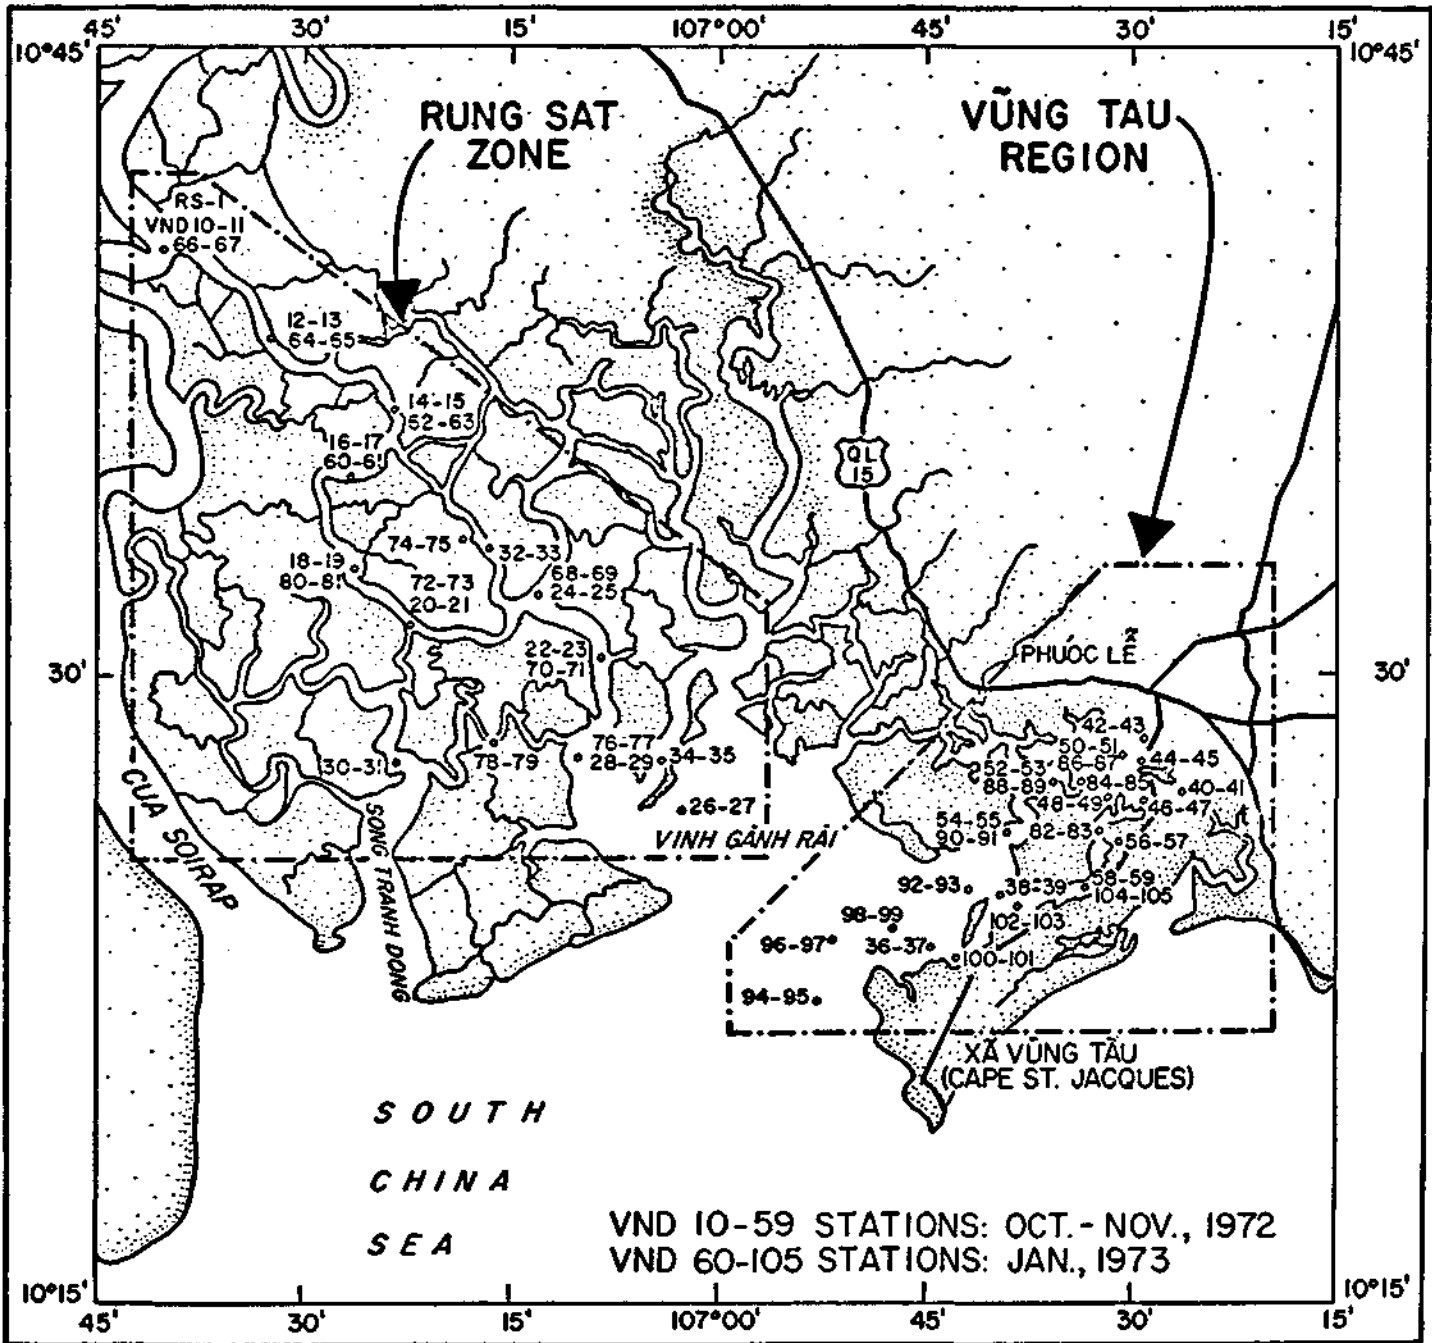 45' 30' 15' 107°00' 45' 30' 15'
10°45' 10°45'
RUNG SAT
ZONE
VŨNG TAU
REGION
RS-1
VND 10-11
66-67
12-13
64-65
14-15
52-63
16-17
60-61
QL
15
74-75
32-33
18-19
80-81
72-73
20-21
68-69
24-25
22-23
70-71
PHUỚC LỄ
30' 30'
42-43
50-51
86-67
44-45
52-53
88-89
84-85
40-41
48-49
46-47
76-77
28-29
34-35
30-31
78-79
26-27
54-55
90-91
82-83
56-57
CUA SOIRAP
SONG TRANH DONG
VINH GẢNH RẢI
92-93
38-39
58-59
104-105
102-103
98-99
96-97
36-37
100-101
94-95
XÃ VŨNG TÀU
(CAPE ST. JACQUES)
SOUTH
CHINA
SEA
VND 10-59 STATIONS: OCT.-NOV., 1972
VND 60-105 STATIONS: JAN., 1973
10°15' 10°15'
45' 30' 15' 107°00' 45' 30' 15'